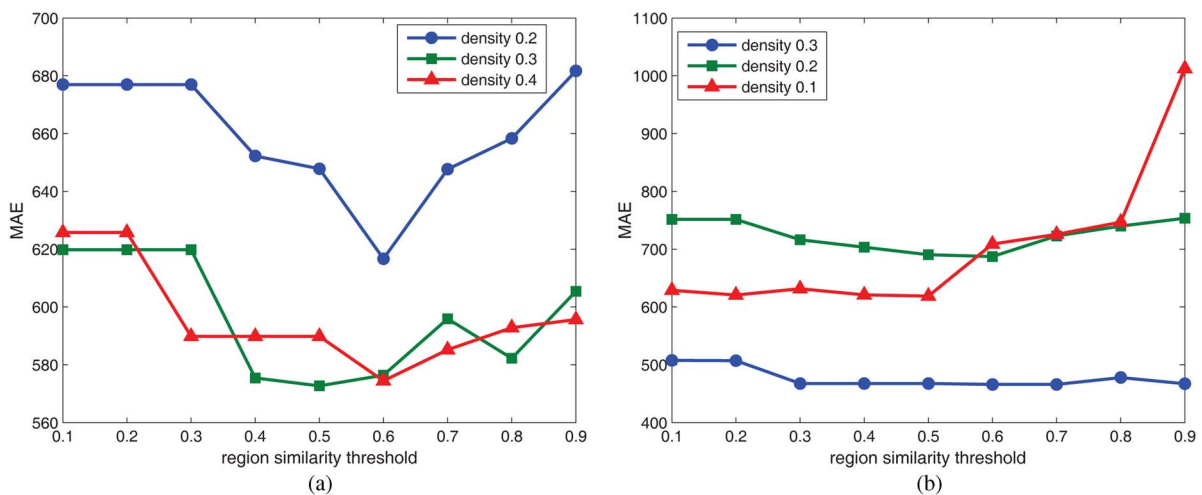 700
680
660
640
620
600
580
560
MAE
density 0.2
density 0.3
density 0.4
0.1 0.2 0.3 0.4 0.5 0.6 0.7 0.8 0.9
region similarity threshold
(a)
1100
1000
900
800
700
600
500
400
MAE
density 0.3
density 0.2
density 0.1
0.1 0.2 0.3 0.4 0.5 0.6 0.7 0.8 0.9
region similarity threshold
(b)